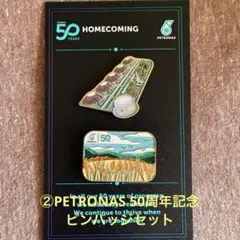 50 HOMECOMING
YEARS
PETRONAS
50
②PETRONAS 50周年記念
ピンバッジセット
We continue to thrive when